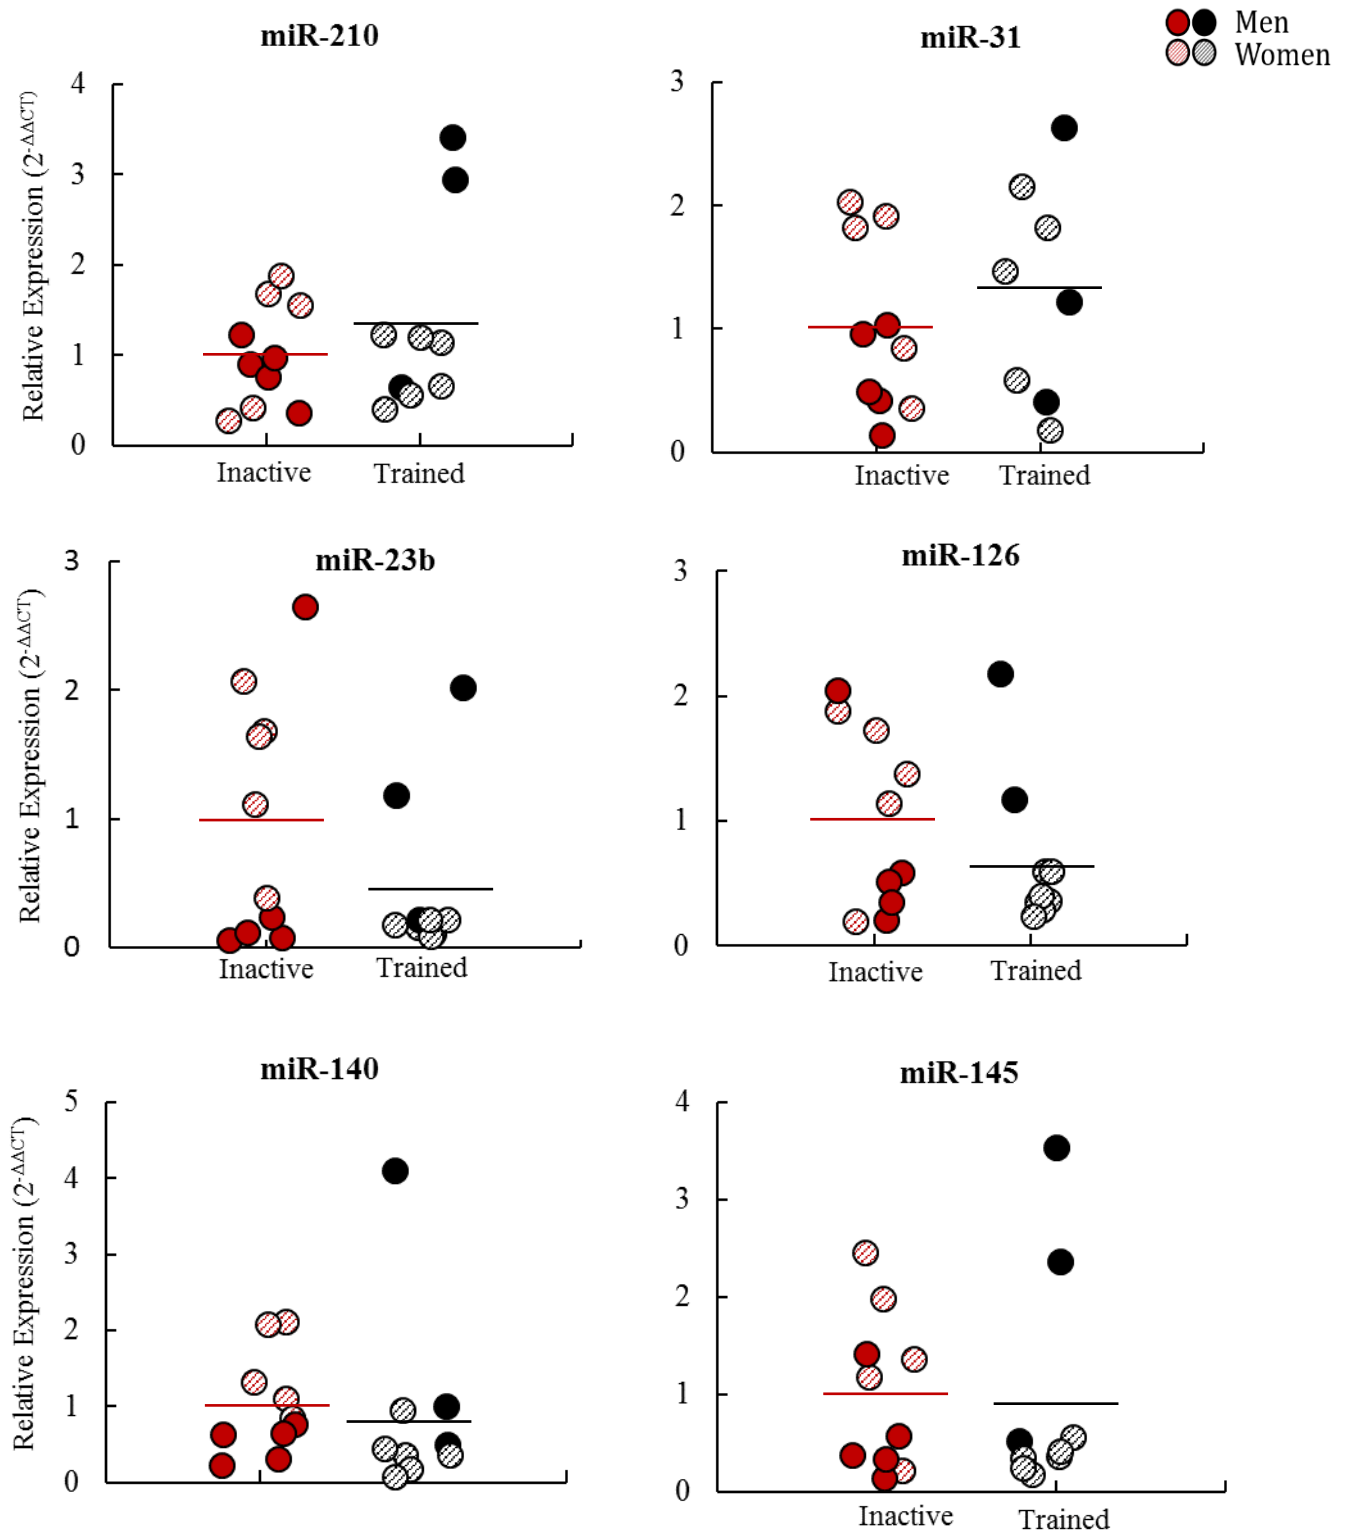 Men
Women
miR-210
Relative Expression (2-ΔΔCT)
4
3
2
1
0
Inactive
Trained
miR-31
3
2
1
0
Inactive
Trained
miR-23b
Relative Expression (2-ΔΔCT)
3
2
1
0
Inactive
Trained
miR-126
3
2
1
0
Inactive
Trained
miR-140
Relative Expression (2-ΔΔCT)
5
4
3
2
1
0
miR-145
4
3
2
1
0
Inactive
Trained